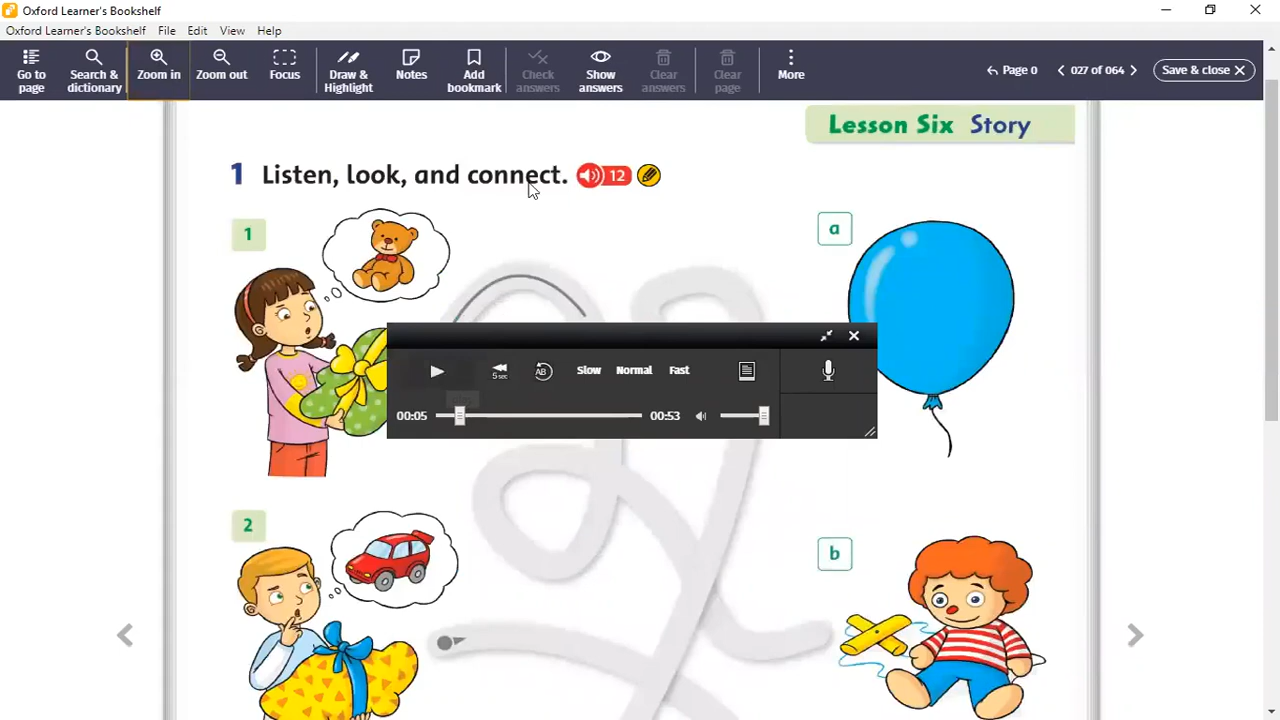 Oxford Learner's Bookshelf
Oxford Learner's Bookshelf File Edit View Help
Go to page
Search & dictionary
Zoom in
Zoom out
Focus
Draw & Highlight
Notes
Add bookmark
Check answers
Show answers
Clear answers
Clear page
More
Page 0
027 of 064
Save & close
Lesson Six Story
1 Listen, look, and connect. 12
1
a
5 sec
AB
Slow Normal Fast
00:05
00:53
2
b